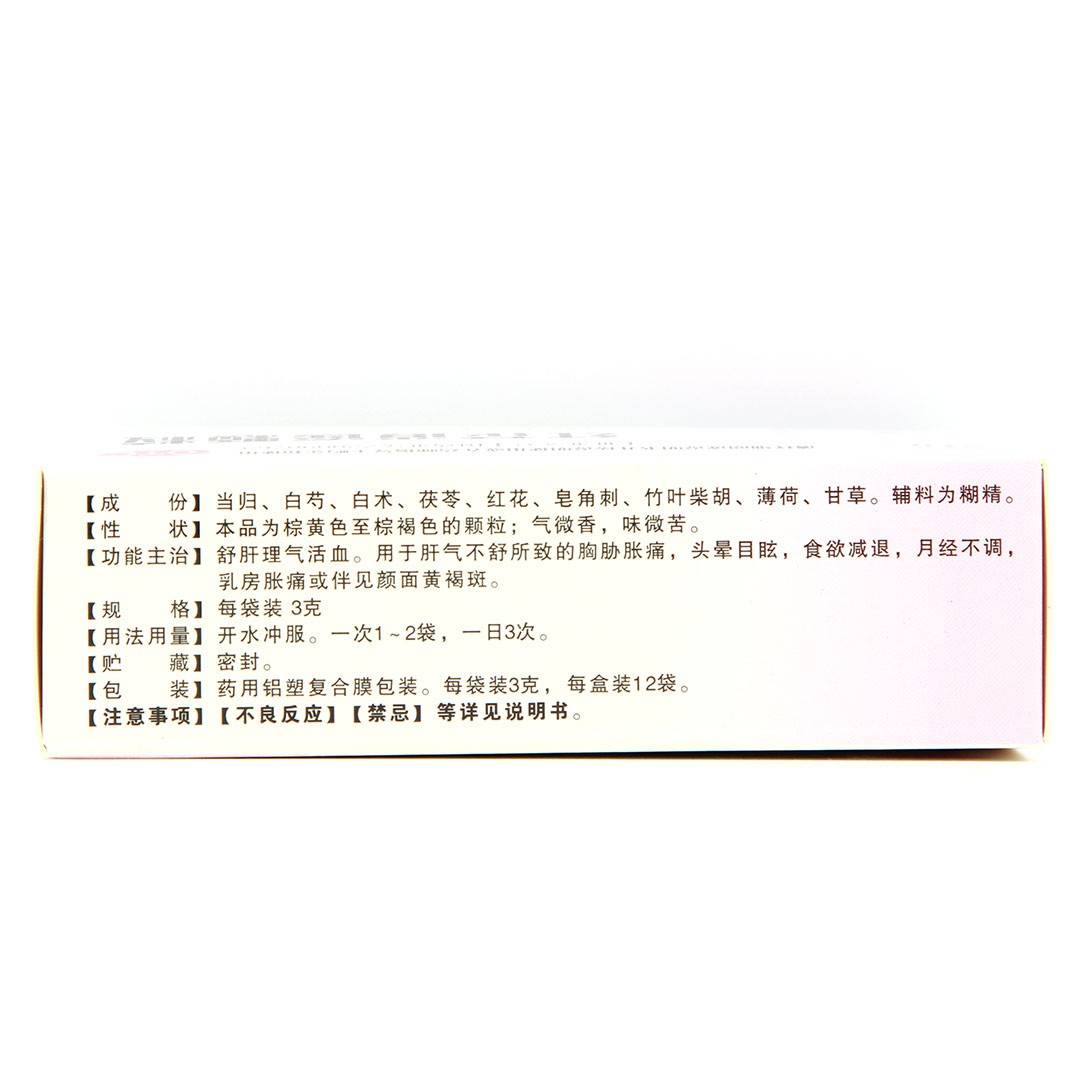 【成 份】当归、白芍、白术、茯苓、红花、皂角刺、竹叶柴胡、薄荷、甘草。辅料为糊精。
【性 状】本品为棕黄色至棕褐色的颗粒；气微香，味微苦。
【功能主治】舒肝理气活血。用于肝气不舒所致的胸胁胀痛，头晕目眩，食欲减退，月经不调，
乳房胀痛或伴见颜面黄褐斑。
【规 格】每袋装 3克
【用法用量】开水冲服。一次1~2袋，一日3次。
【贮 藏】密封。
【包 装】药用铝塑复合膜包装。每袋装3克，每盒装12袋。
【注意事项】【不良反应】【禁忌】等详见说明书。